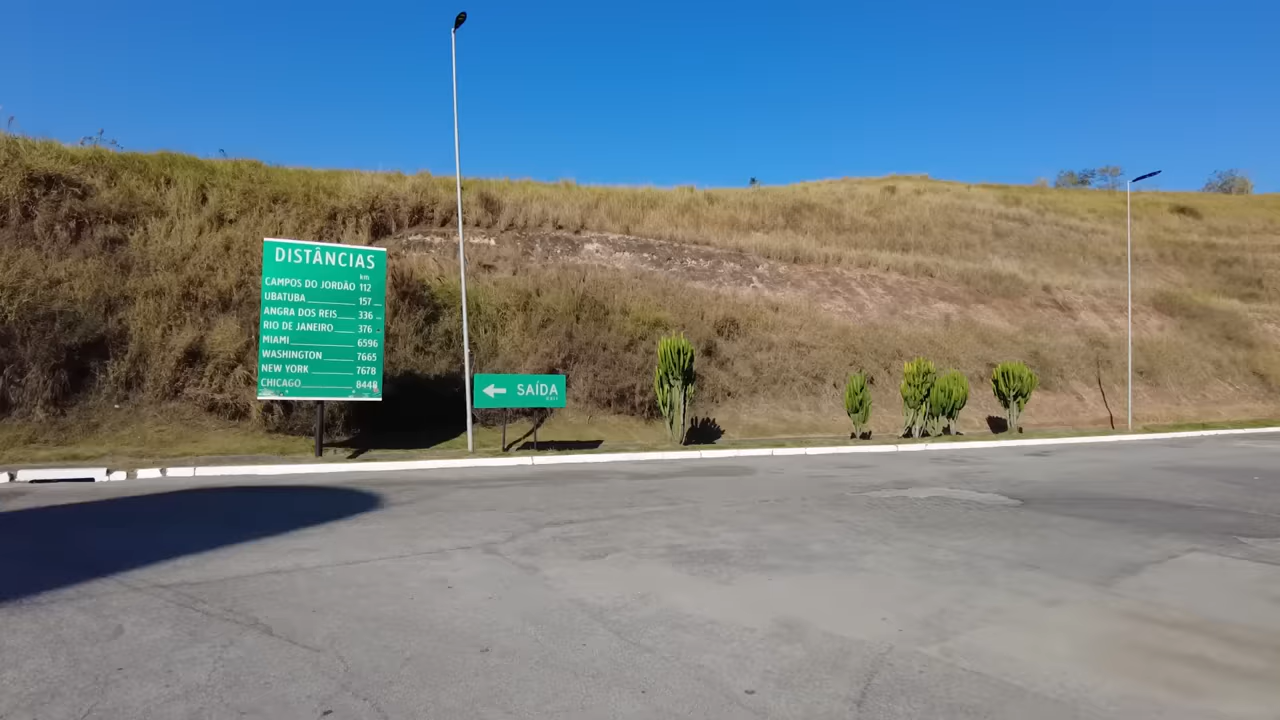 DISTÂNCIAS
km
CAMPOS DO JORDÃO 112
UBATUBA 157
ANGRA DOS REIS 336
RIO DE JANEIRO 376
MIAMI 6596
WASHINGTON 7665
NEW YORK 7678
CHICAGO 8448
SAÍDA
EXIT